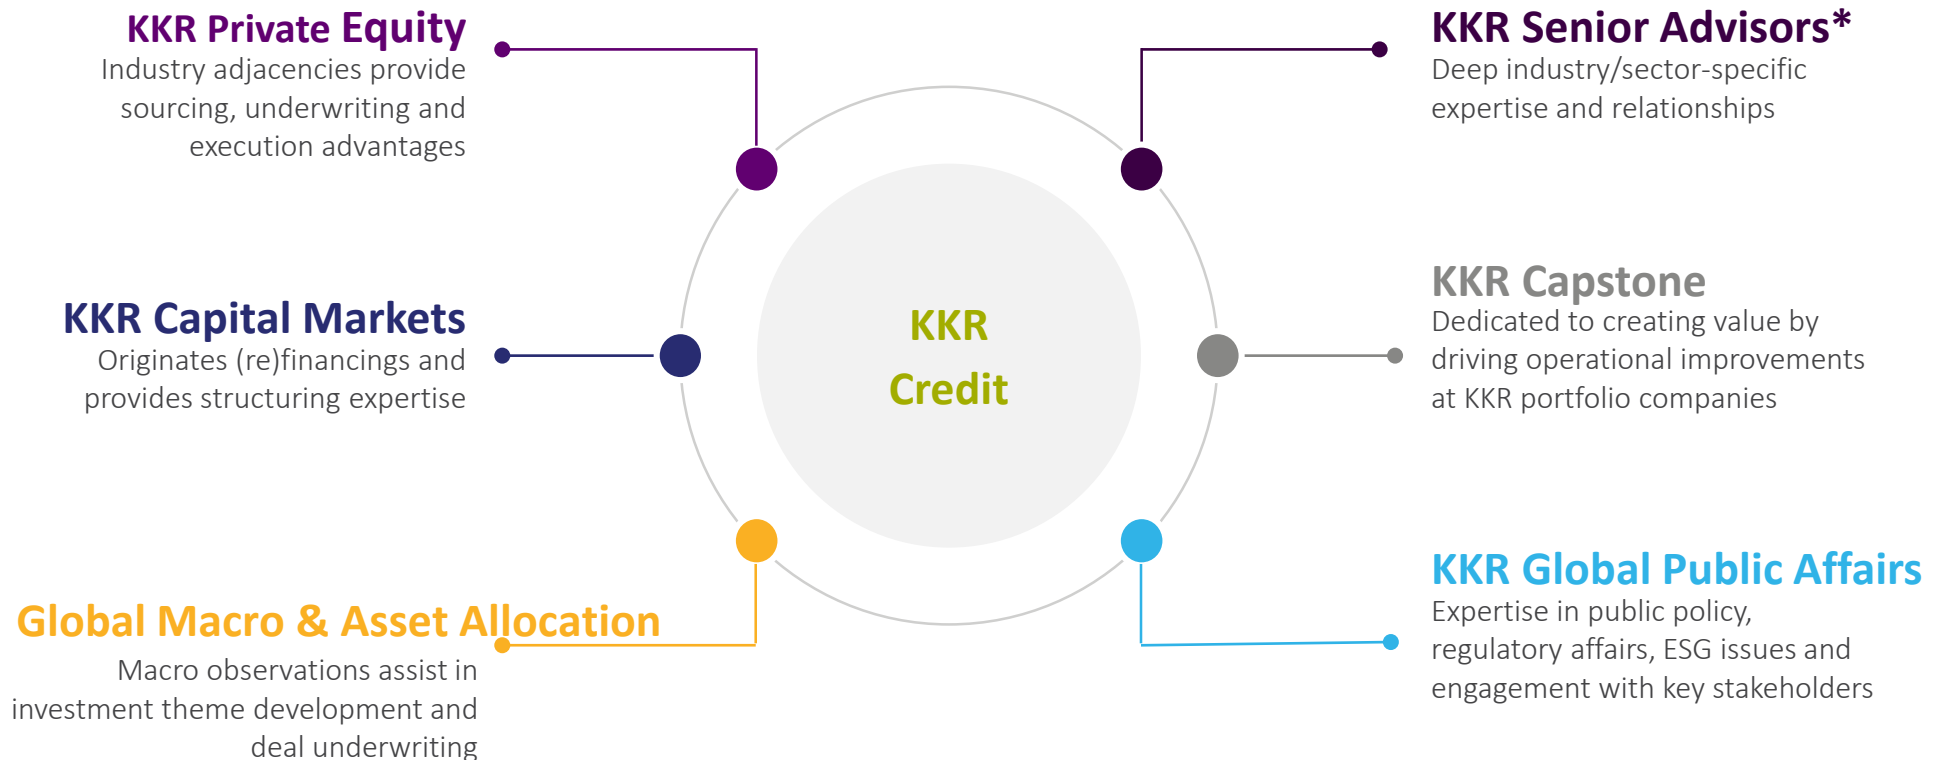 KKR Private Equity
Industry adjacencies provide
sourcing, underwriting and
execution advantages
KKR Capital Markets
Originates (re)financings and
provides structuring expertise
Global Macro & Asset Allocation
Macro observations assist in
investment theme development and
deal underwriting
KKR
Credit
KKR Senior Advisors*
Deep industry/sector-specific
expertise and relationships
KKR Capstone
Dedicated to creating value by
driving operational improvements
at KKR portfolio companies
KKR Global Public Affairs
Expertise in public policy,
regulatory affairs, ESG issues and
engagement with key stakeholders